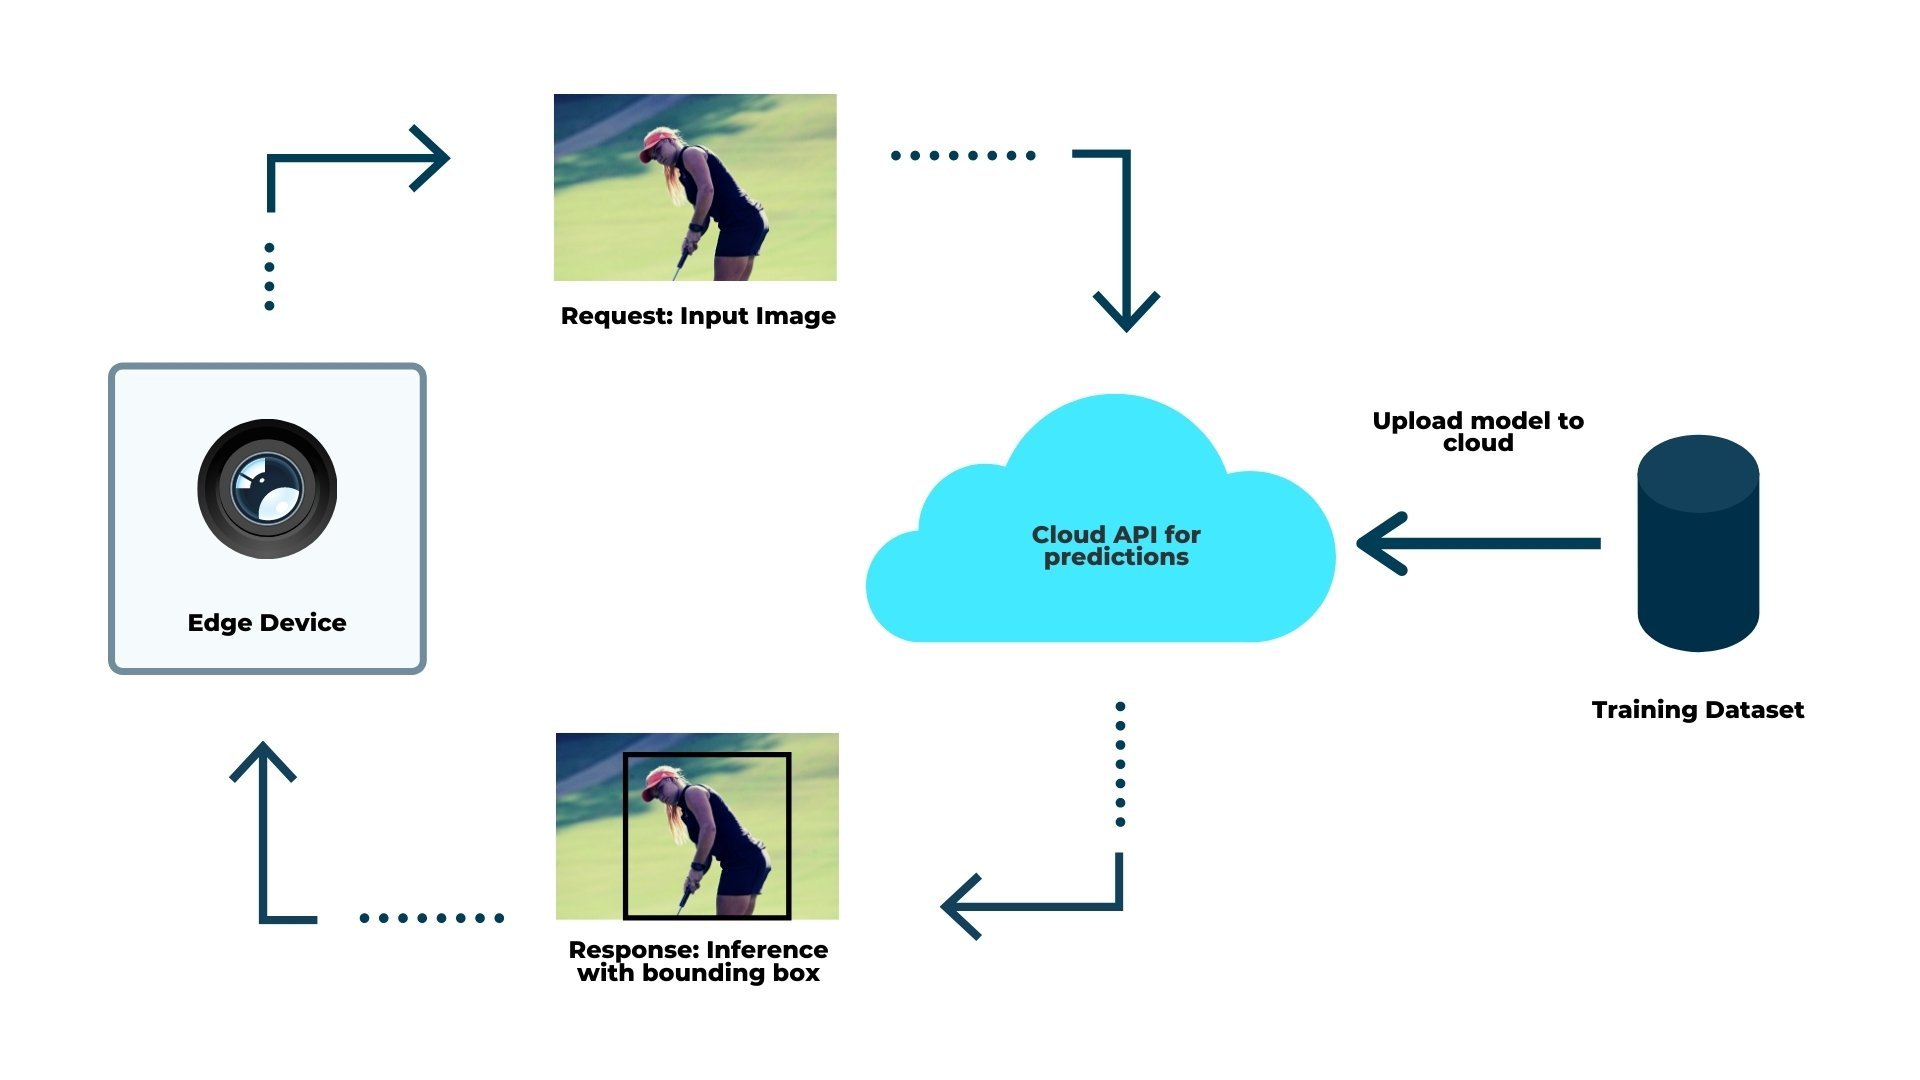 Request: Input Image
Upload model to
cloud
Cloud API for
predictions
Edge Device
Training Dataset
Response: Inference
with bounding box